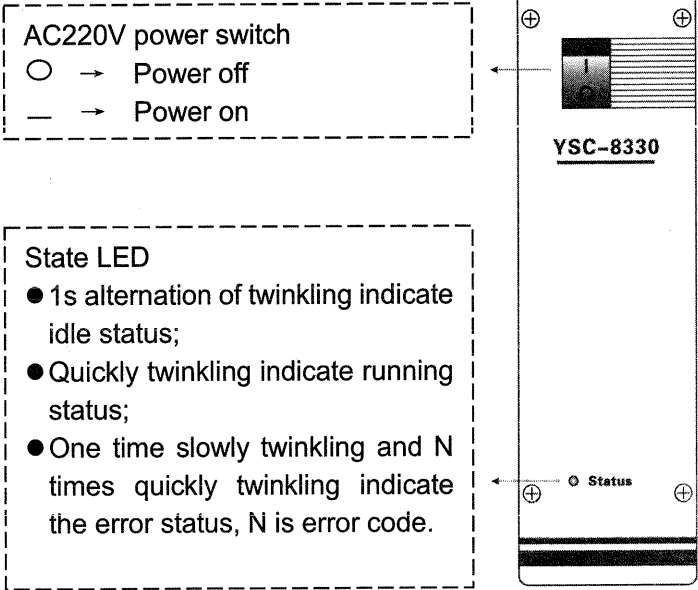 AC220V power switch
○ → Power off
— → Power on
YSC-8330
State LED
● 1s alternation of twinkling indicate
idle status;
● Quickly twinkling indicate running
status;
● One time slowly twinkling and N
times quickly twinkling indicate
the error status, N is error code.
Status